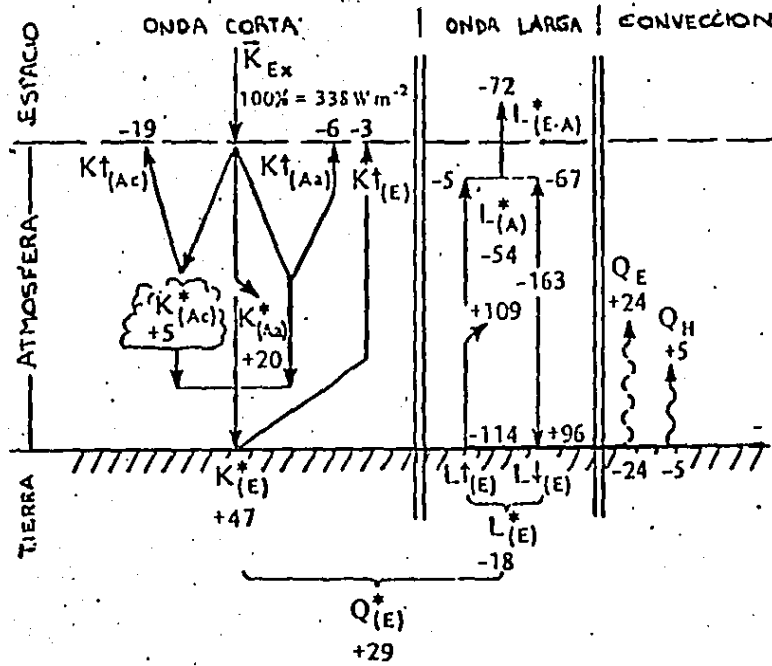 ONDA CORTA
ONDA LARGA
CONVECCION
ESPACIO
K̄Ex
100% = 338 W m⁻²
-72
L*(E-A)
-19
-6
-3
K↑(Ac)
K↑(Aa)
K↑(E)
-5
-67
L*(A)
-54
-163
ATMOSFERA
K*(Ac)
+5
K*(Aa)
+20
+109
QE
+24
QH
+5
-114
+96
TIERRA
K*(E)
+47
L↑(E)
L↓(E)
-24
-5
L*(E)
-18
Q*(E)
+29